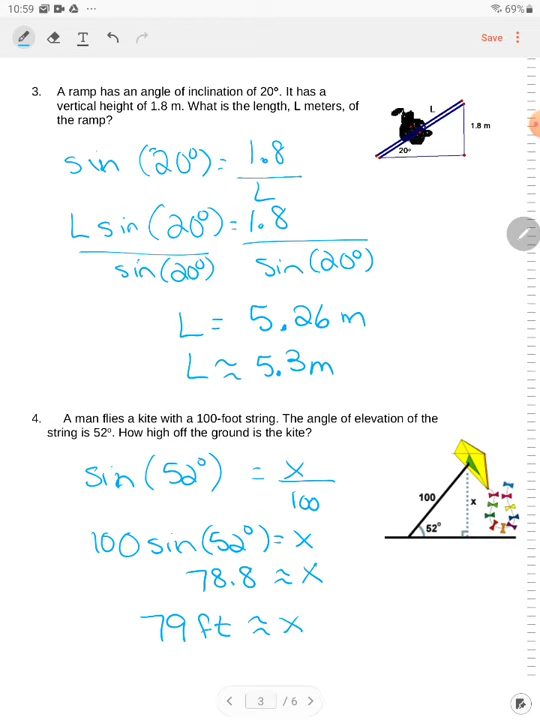 10:59
69%
T
Save
3. A ramp has an angle of inclination of 20°. It has a
vertical height of 1.8 m. What is the length, L meters, of
the ramp?
L
1.8 m
20°
sin (20°) = 1.8
L
L sin (20°) = 1.8
sin (20°) sin (20°)
L = 5.26 m
L ≈ 5.3 m
4. A man flies a kite with a 100-foot string. The angle of elevation of the
string is 52°. How high off the ground is the kite?
100
x
52°
sin (52°) = x
100
100 sin (52°) = x
78.8 ≈ x
79 ft ≈ x
3 / 6